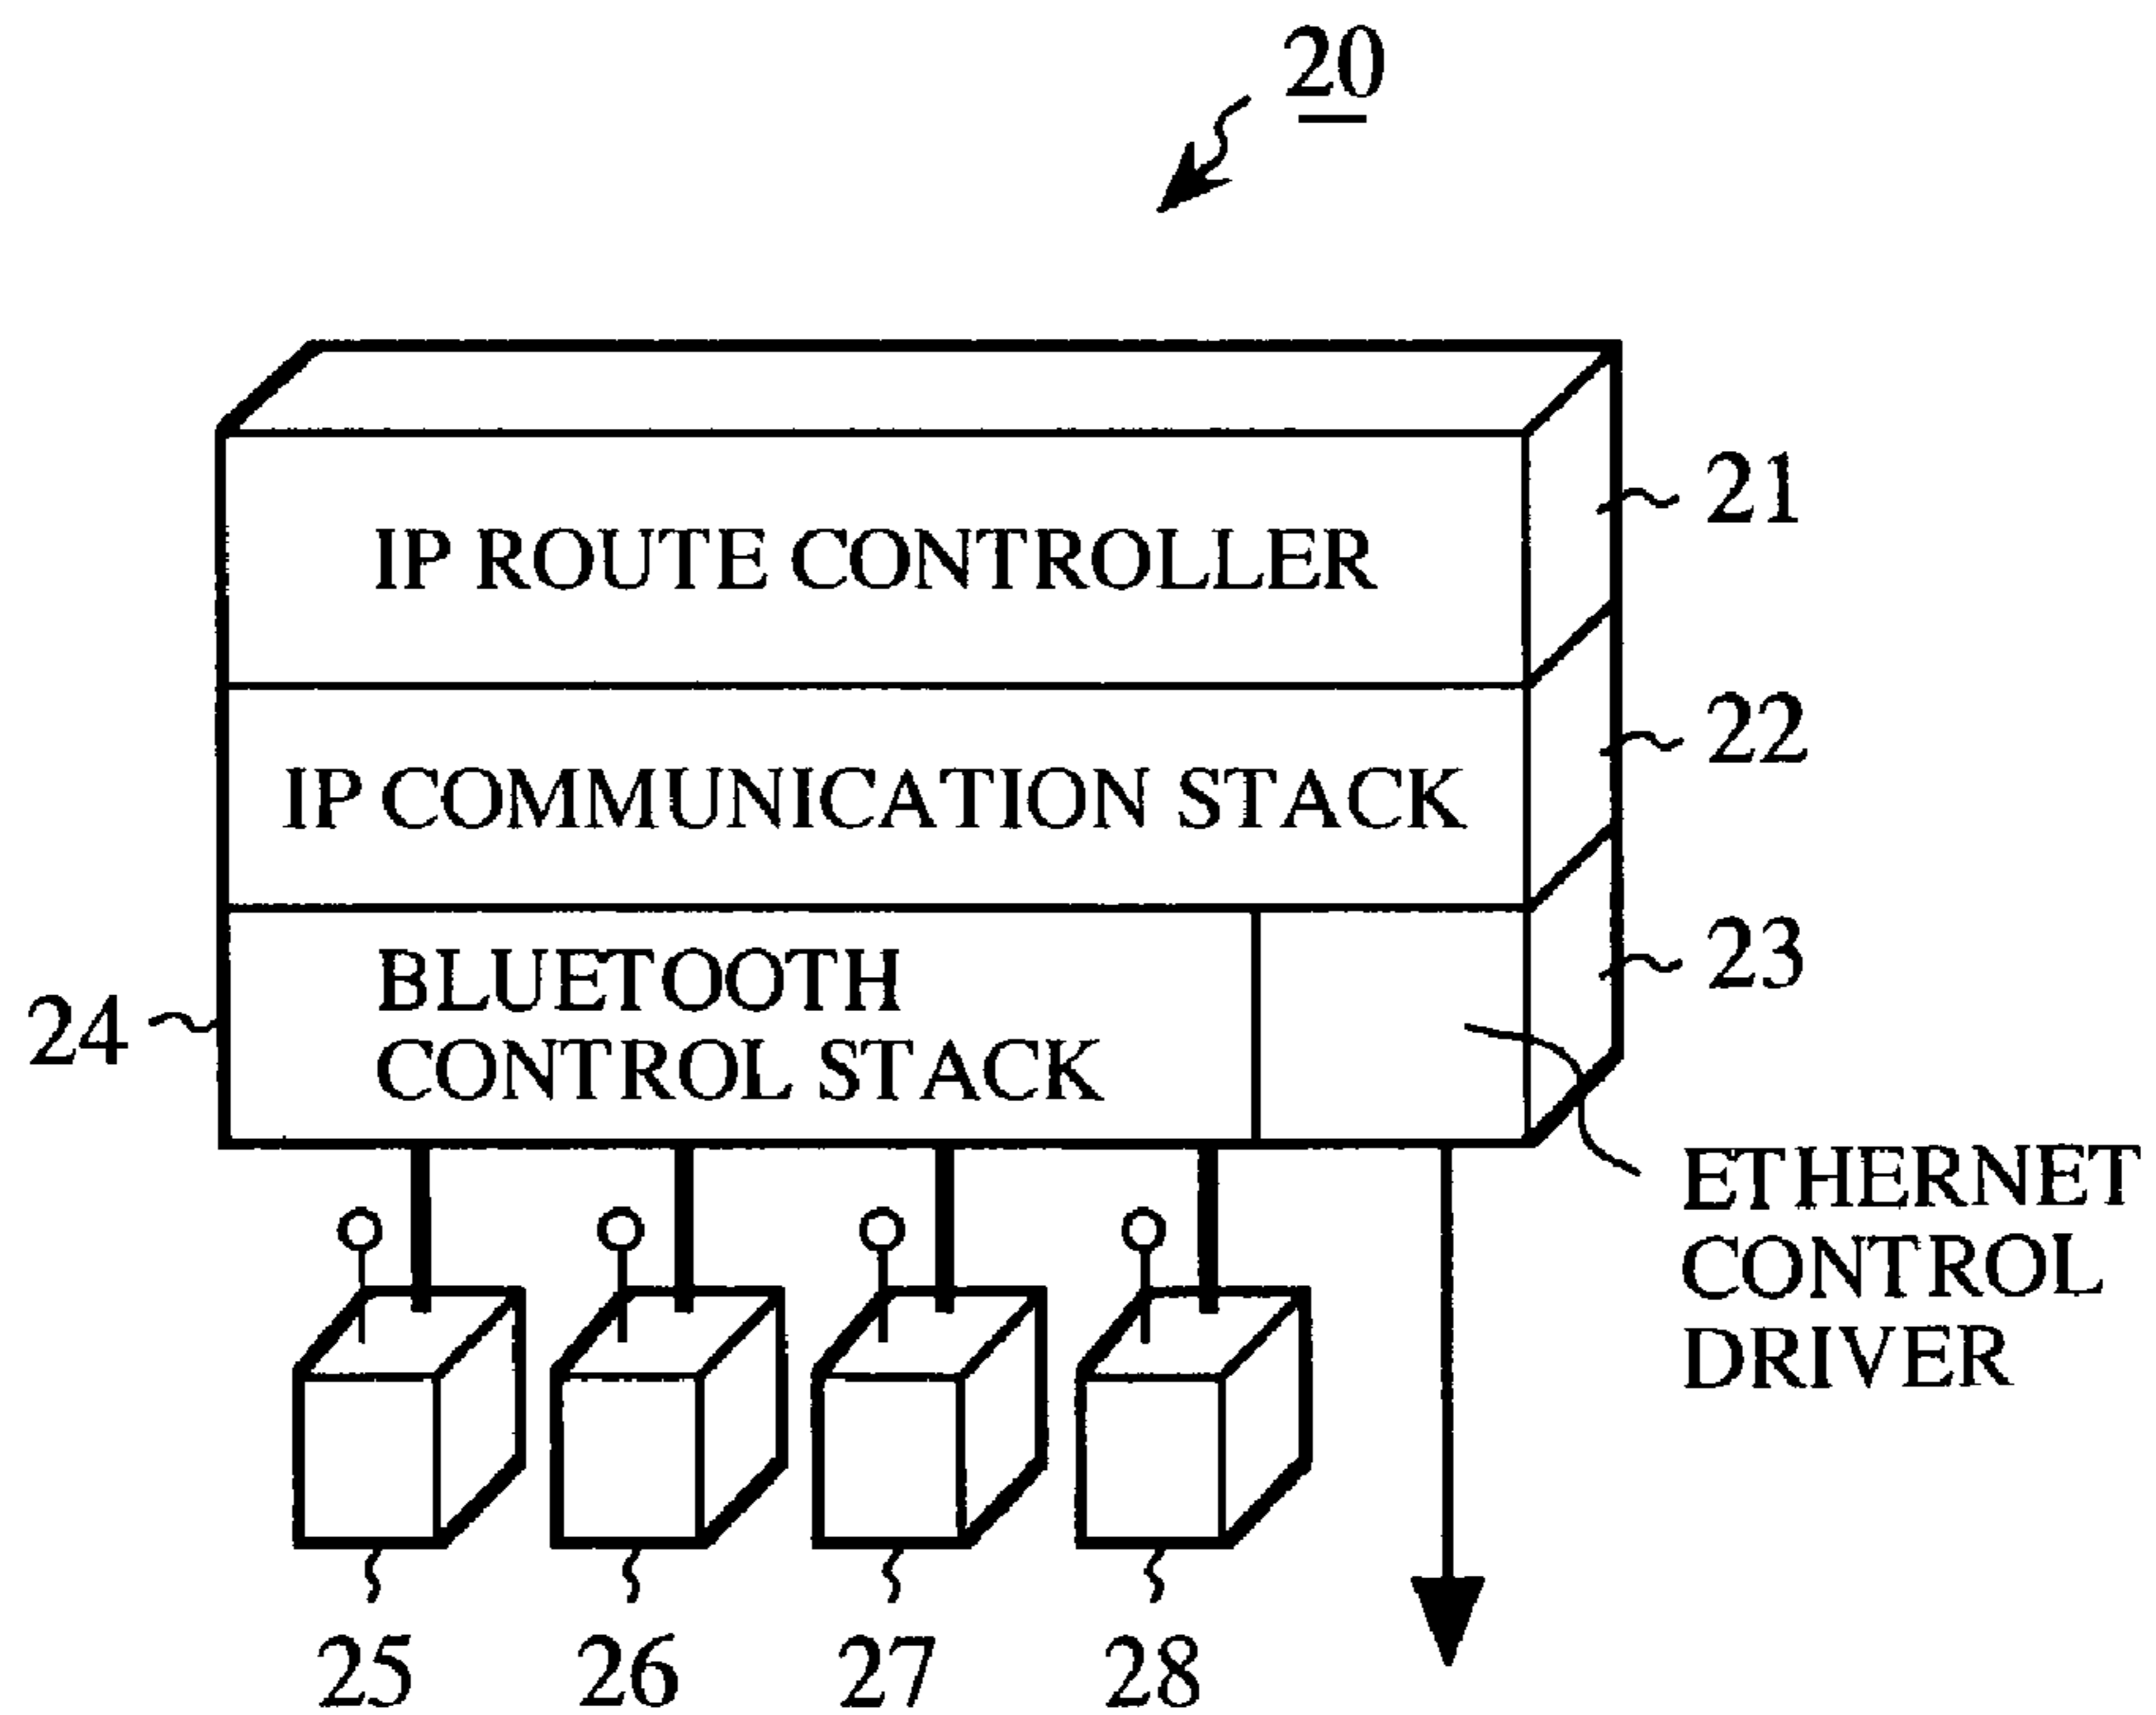 20
IP ROUTE CONTROLLER
21
IP COMMUNICATION STACK
22
BLUETOOTH
CONTROL STACK
23
24
ETHERNET
CONTROL
DRIVER
25
26
27
28